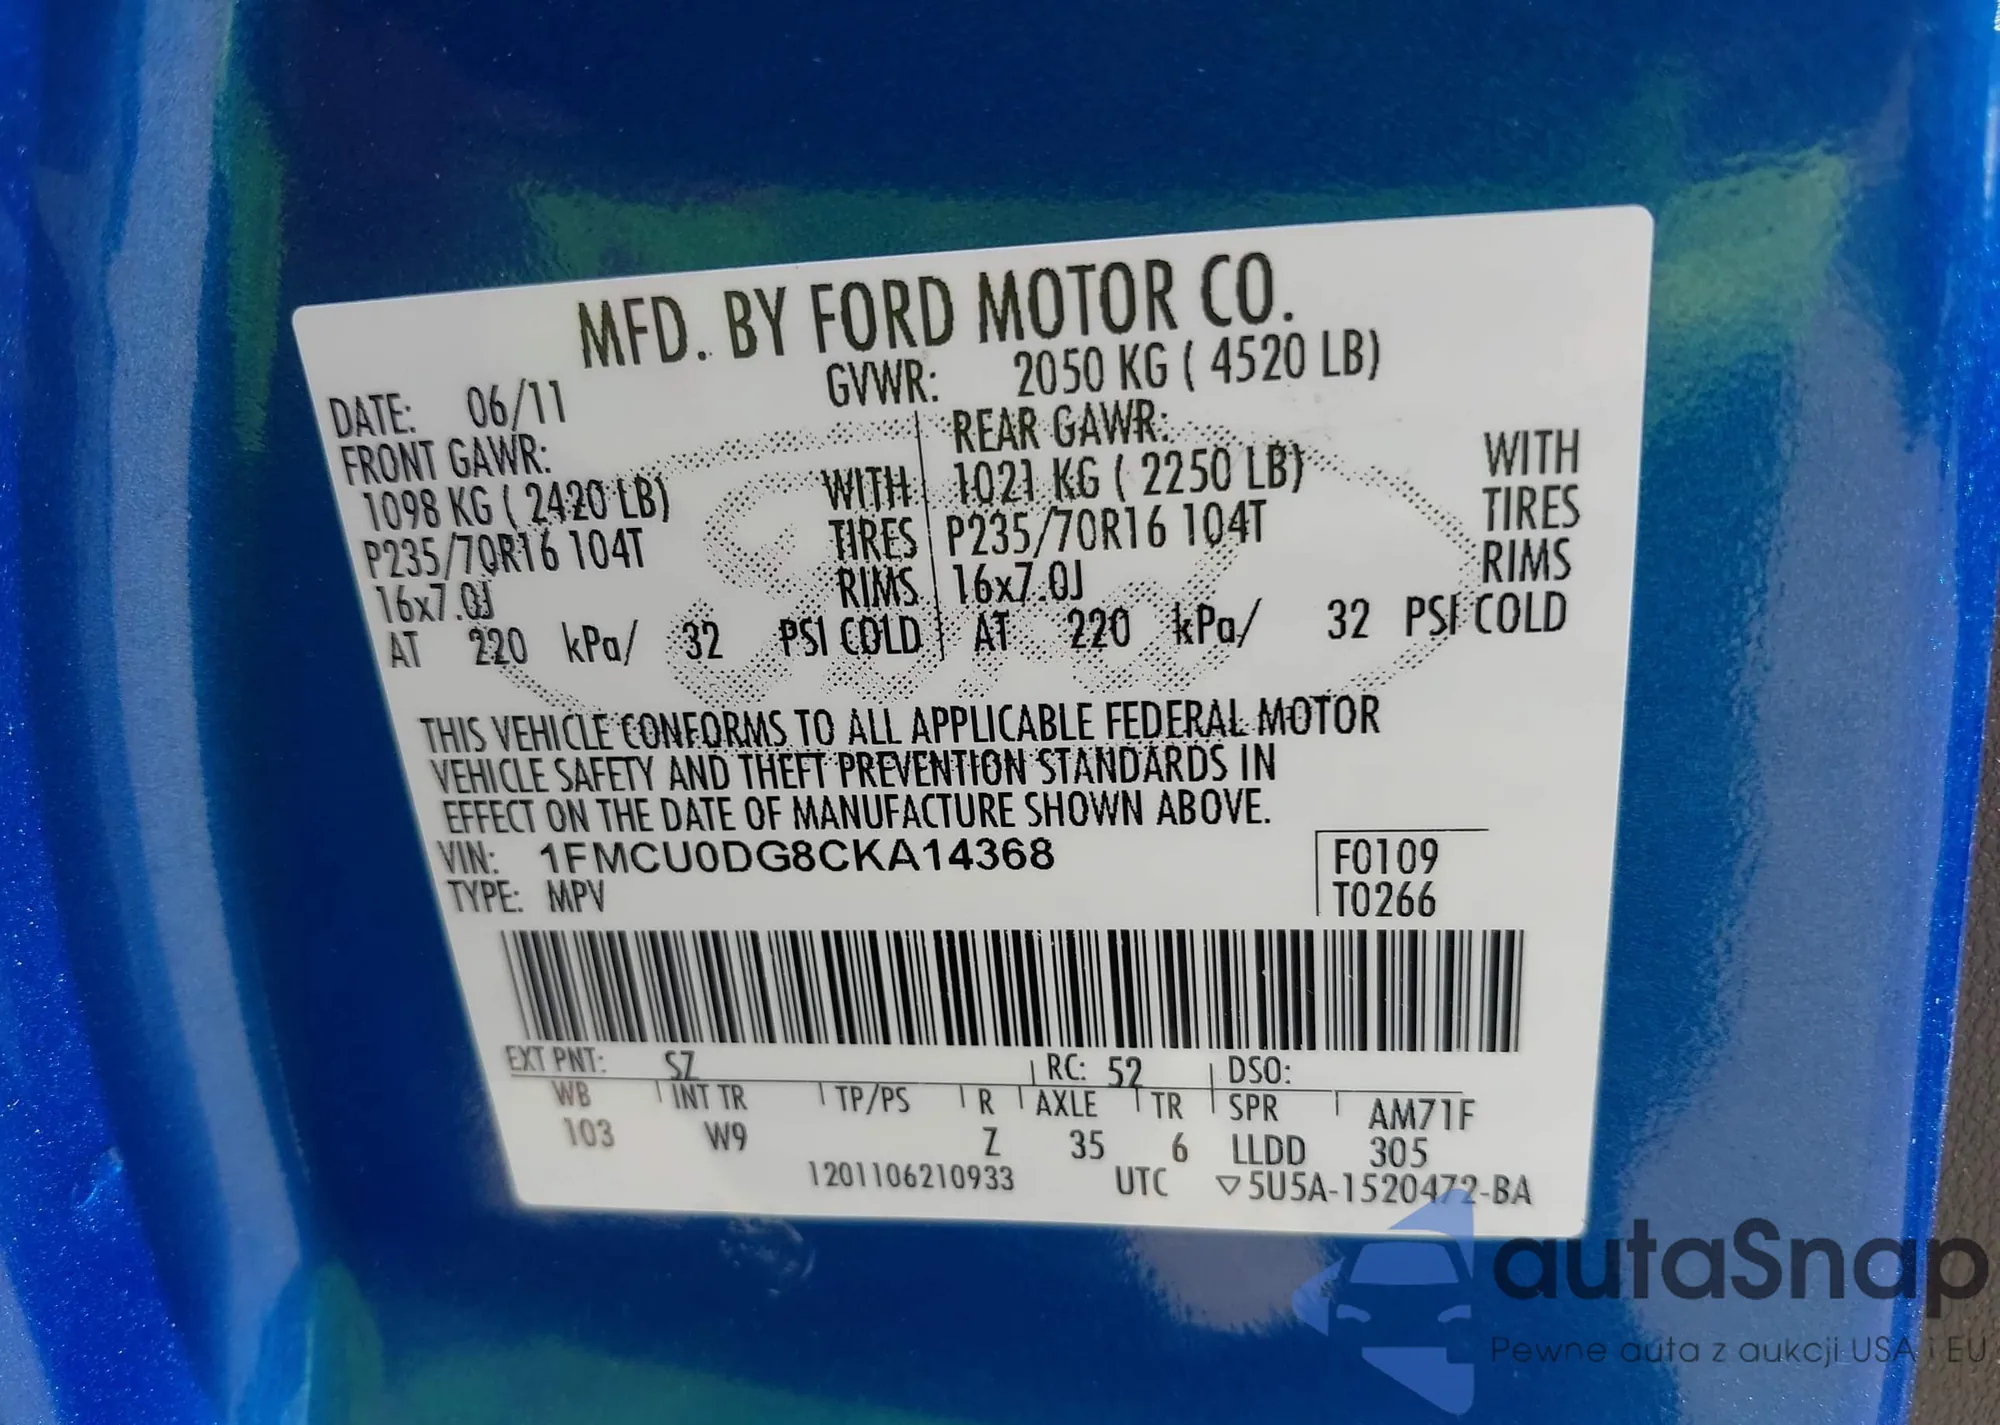 MFD. BY FORD MOTOR CO.
DATE: 06/11 GVWR: 2050 KG ( 4520 LB)
FRONT GAWR: REAR GAWR:
1098 KG ( 2420 LB) WITH 1021 KG ( 2250 LB) WITH
P235/70R16 104T TIRES P235/70R16 104T TIRES
16x7.0J RIMS 16x7.0J RIMS
AT 220 kPa/ 32 PSI COLD AT 220 kPa/ 32 PSI COLD
THIS VEHICLE CONFORMS TO ALL APPLICABLE FEDERAL MOTOR
VEHICLE SAFETY AND THEFT PREVENTION STANDARDS IN
EFFECT ON THE DATE OF MANUFACTURE SHOWN ABOVE.
VIN: 1FMCU0DG8CKA14368 F0109
TYPE: MPV T0266
EXT PNT: SZ RC: 52 DSO:
WB INT TR TP/PS R AXLE TR SPR AM71F
103 W9 Z 35 6 LLDD 305
1201106210933 UTC ▽5U5A-1520472-BA
autaSnap
Pewne auta z aukcji USA i EU